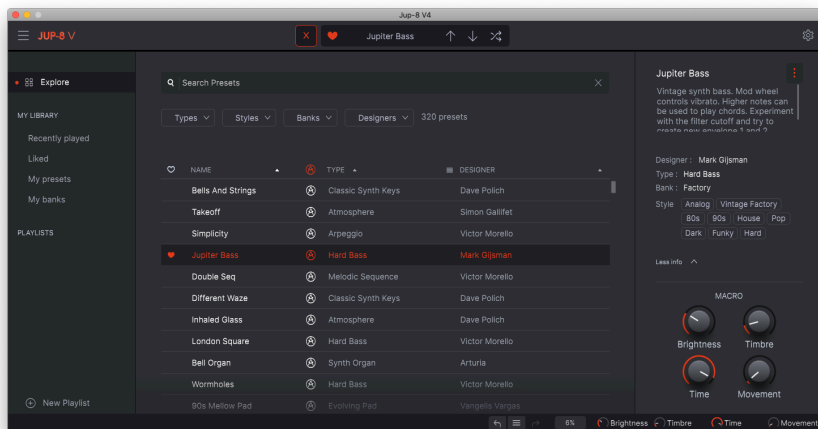 Jup-8 V4
JUP-8 V
X
Jupiter Bass
Explore
MY LIBRARY
Recently played
Liked
My presets
My banks
PLAYLISTS
New Playlist
Search Presets
Types Styles Banks Designers 320 presets
NAME TYPE DESIGNER
Bells And Strings Classic Synth Keys Dave Polich
Takeoff Atmosphere Simon Gallifet
Simplicity Arpeggio Victor Morello
Jupiter Bass Hard Bass Mark Gijsman
Double Seq Melodic Sequence Victor Morello
Different Waze Classic Synth Keys Dave Polich
Inhaled Glass Atmosphere Dave Polich
London Square Hard Bass Victor Morello
Bell Organ Synth Organ Arturia
Wormholes Hard Bass Victor Morello
90s Mellow Pad Evolving Pad Vangelis Vargas
Jupiter Bass
Vintage synth bass. Mod wheel
controls vibrato. Higher notes can
be used to play chords. Experiment
with the filter cutoff and try to
create new envelope 1 and 2
Designer : Mark Gijsman
Type : Hard Bass
Bank : Factory
Style Analog Vintage Factory
80s 90s House Pop
Dark Funky Hard
Less info
MACRO
Brightness Timbre
Time Movement
6% Brightness Timbre Time Movement